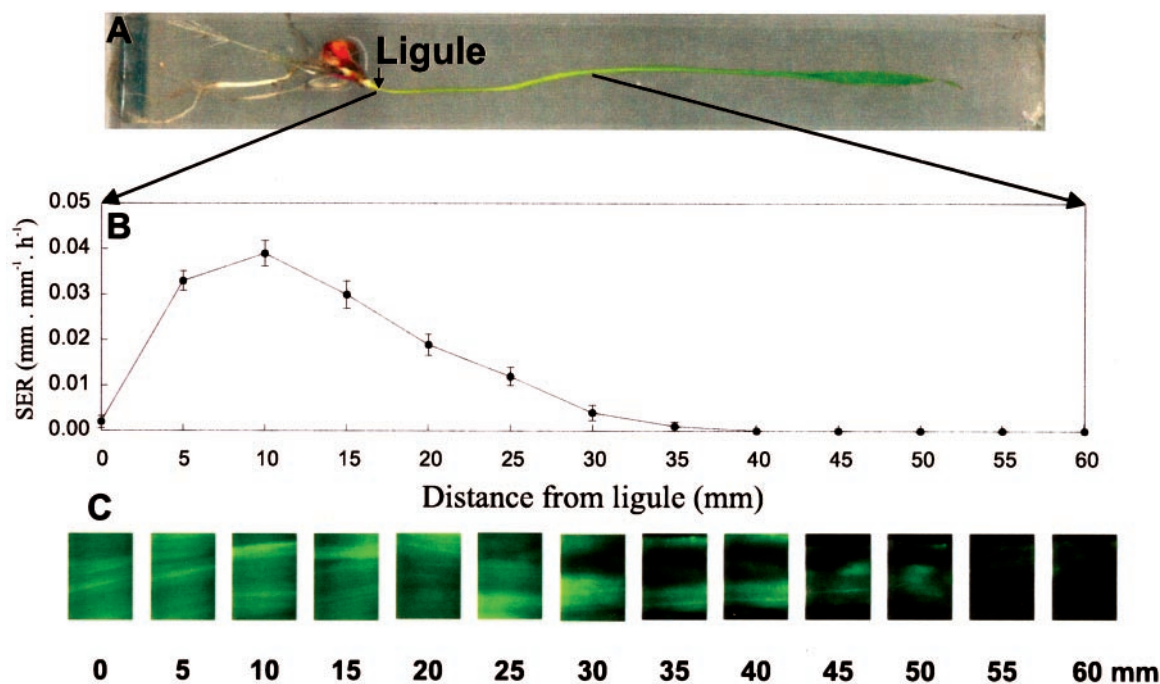 A
Ligule
B
SER (mm . mm⁻¹ . h⁻¹)
0.05
0.04
0.03
0.02
0.01
0.00
0 5 10 15 20 25 30 35 40 45 50 55 60
Distance from ligule (mm)
C
0 5 10 15 20 25 30 35 40 45 50 55 60 mm